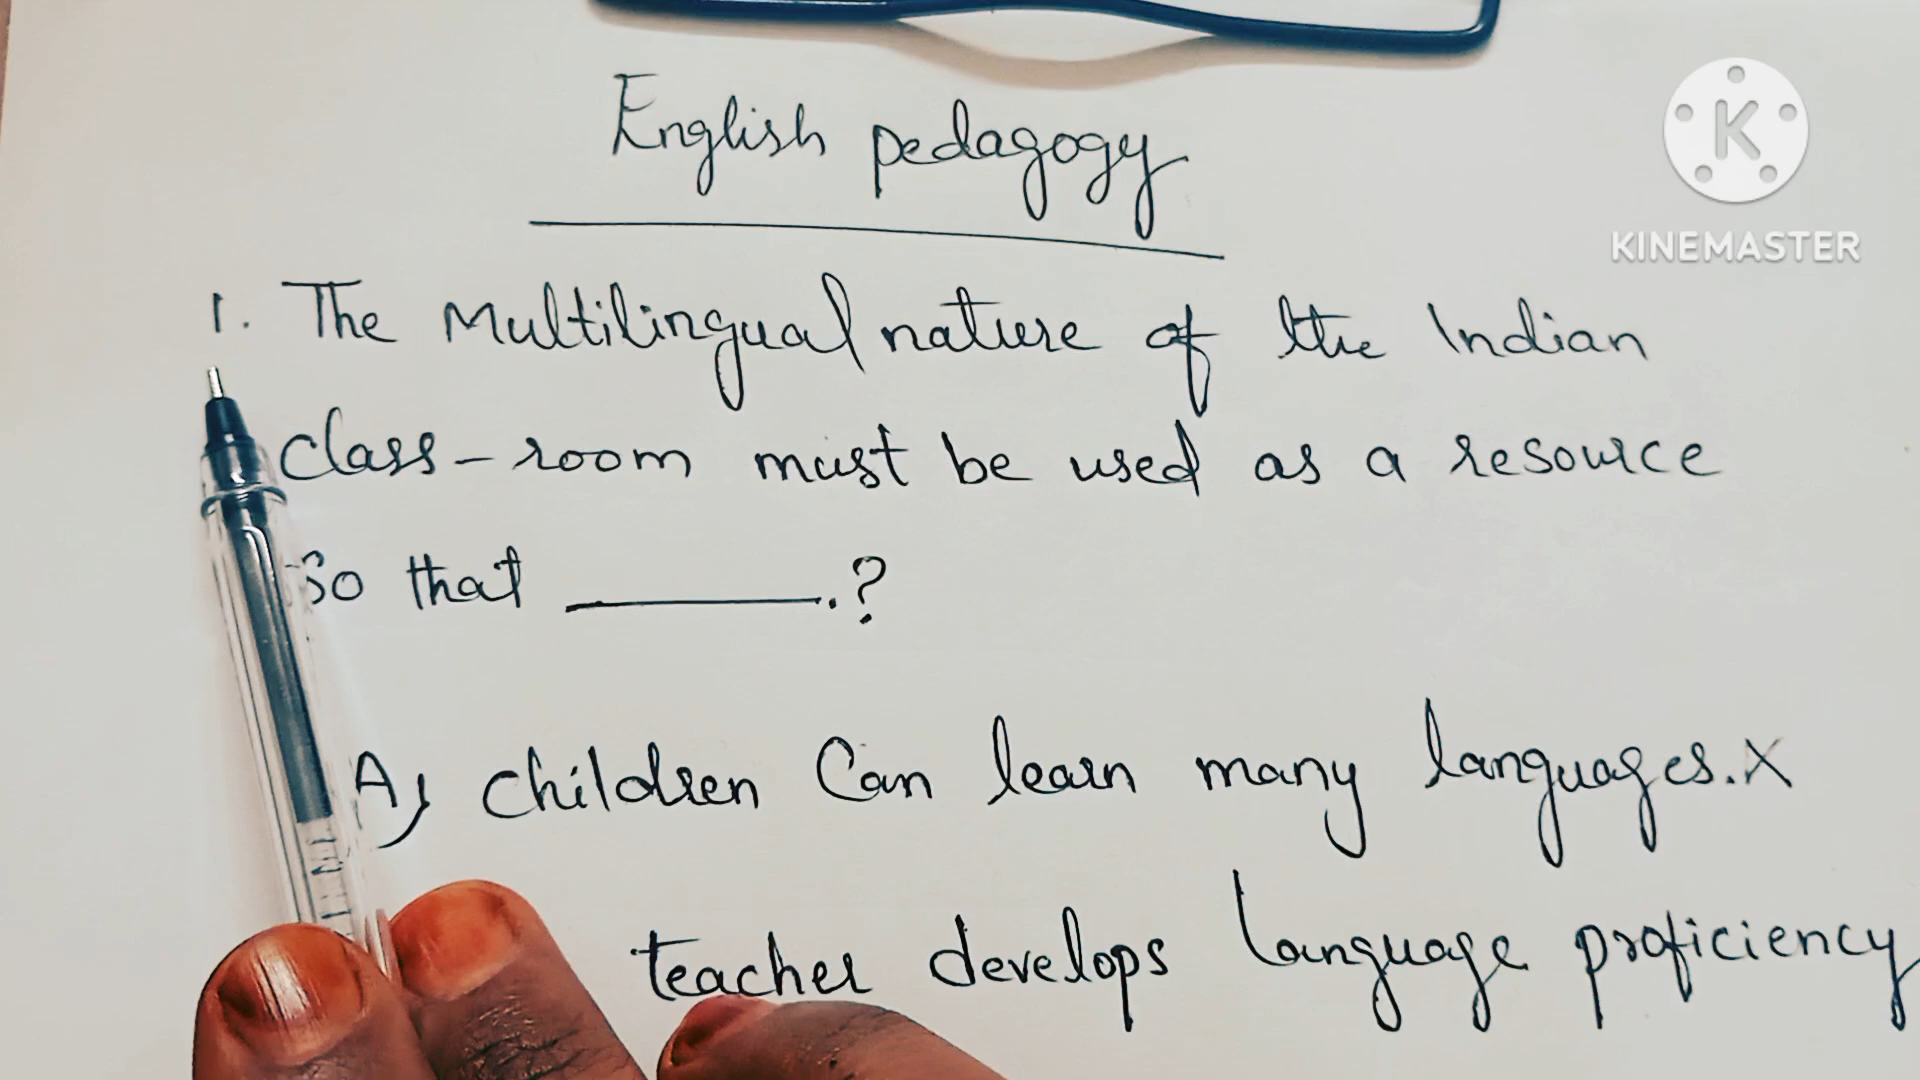 English pedagogy
KINEMASTER
1. The Multilingual nature of the Indian
class-room must be used as a resource
So that ________.?
A) children Can learn many languages. X
teacher develops language proficiency